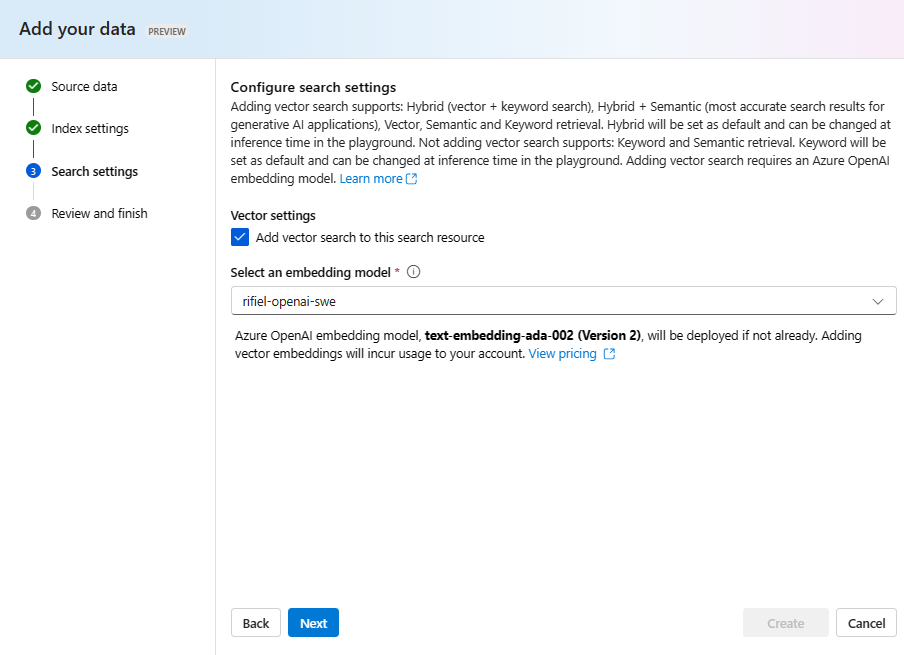 Add your data PREVIEW
Source data
Index settings
3 Search settings
4 Review and finish
Configure search settings
Adding vector search supports: Hybrid (vector + keyword search), Hybrid + Semantic (most accurate search results for
generative AI applications), Vector, Semantic and Keyword retrieval. Hybrid will be set as default and can be changed at
inference time in the playground. Not adding vector search supports: Keyword and Semantic retrieval. Keyword will be
set as default and can be changed at inference time in the playground. Adding vector search requires an Azure OpenAI
embedding model. Learn more
Vector settings
Add vector search to this search resource
Select an embedding model *
rifiel-openai-swe
Azure OpenAI embedding model, text-embedding-ada-002 (Version 2), will be deployed if not already. Adding
vector embeddings will incur usage to your account. View pricing
Back Next Create Cancel